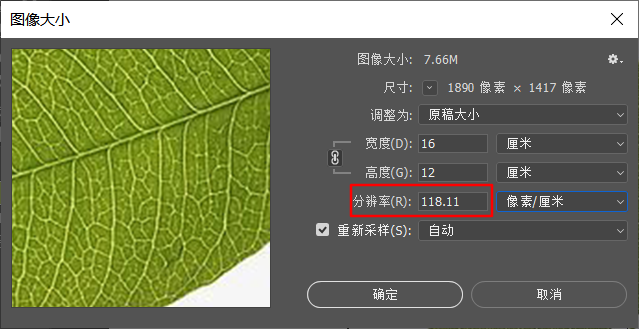 图像大小
图像大小: 7.66M
尺寸: 1890 像素 × 1417 像素
调整为: 原稿大小
宽度(D): 16 厘米
高度(G): 12 厘米
分辨率(R): 118.11 像素/厘米
重新采样(S): 自动
确定 取消